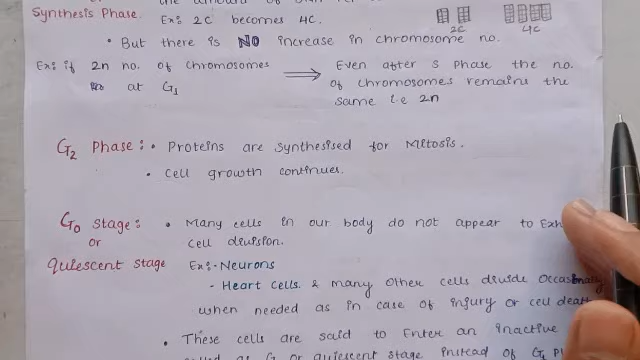 the amount of
Synthesis Phase. Ex: 2C becomes 4C.
2C 4C
• But there is NO increase in chromosome no.
Ex: if 2n no. of chromosomes at G1 ⟹ Even after S phase the no. of chromosomes remains the same i.e 2n
G2 Phase: • Proteins are synthesised for Mitosis.
• Cell growth continues.
G0 Stage: • Many cells in our body do not appear to
or cell division.
Quiescent Stage Ex:- Neurons
- Heart Cells & many other cells divide
when needed as in case of injury or cell
• These cells are said to Enter an inactive
or quiescent stage instead of G1